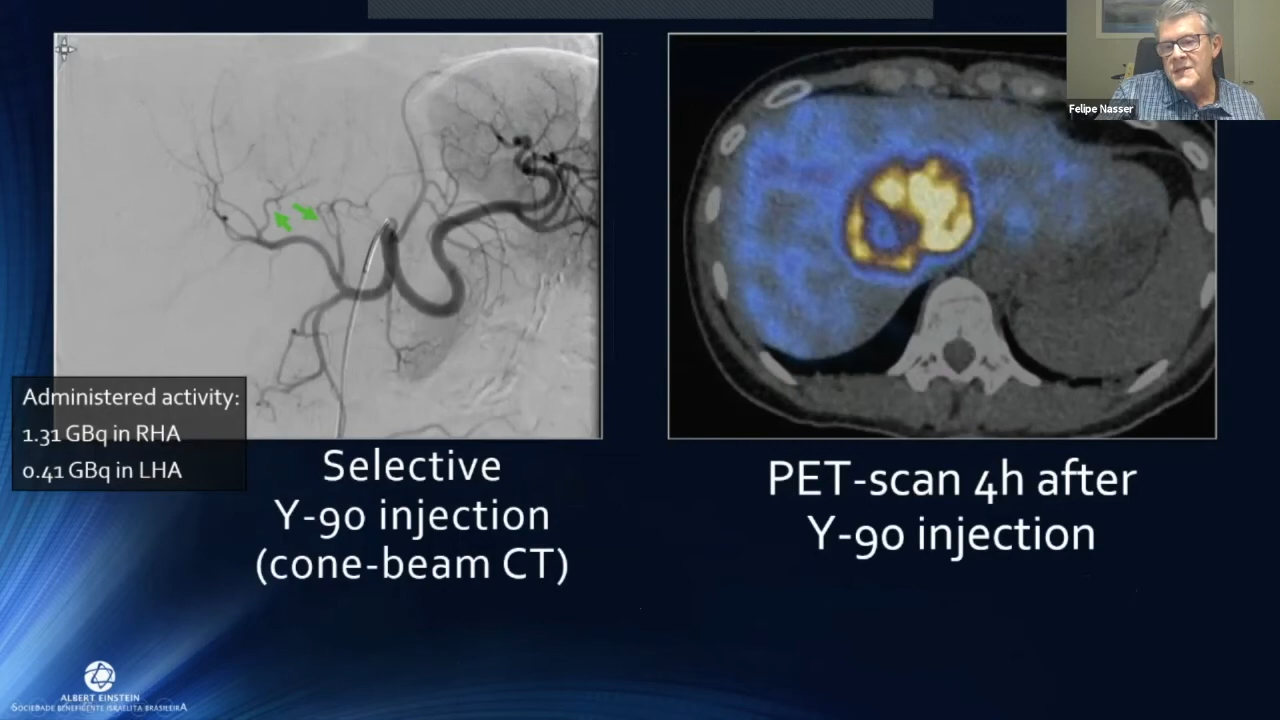 Felipe Nasser
Administered activity:
1.31 GBq in RHA
0.41 GBq in LHA
Selective
Y-90 injection
(cone-beam CT)
PET-scan 4h after
Y-90 injection
ALBERT EINSTEIN
SOCIEDADE BENEFICENTE ISRAELITA BRASILEIRA